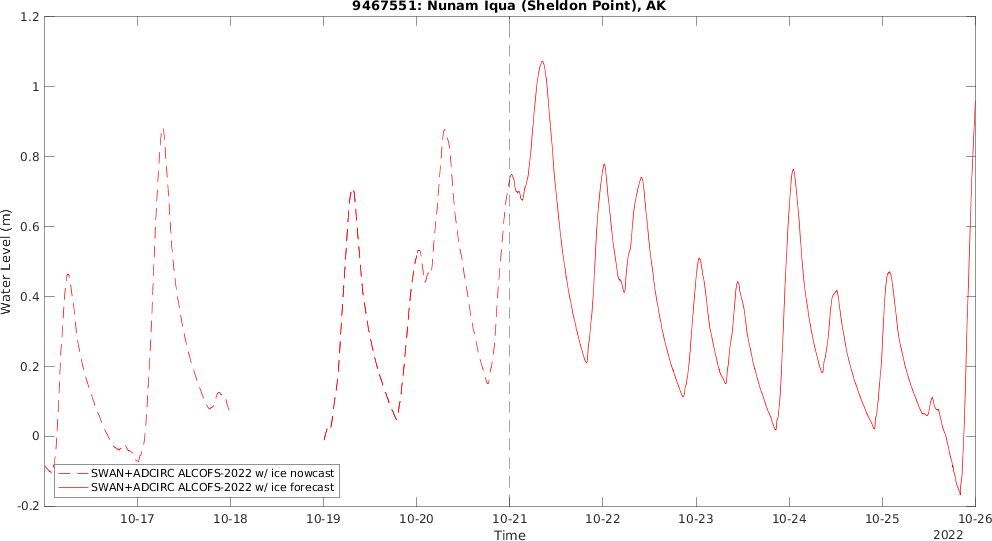 9467551: Nunam Iqua (Sheldon Point), AK
1.2
1
0.8
0.6
0.4
0.2
0
-0.2
Water Level (m)
SWAN+ADCIRC ALCOFS-2022 w/ ice nowcast
SWAN+ADCIRC ALCOFS-2022 w/ ice forecast
10-17 10-18 10-19 10-20 10-21 10-22 10-23 10-24 10-25 10-26
Time
2022